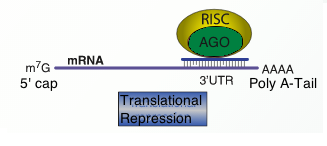 RISC
AGO
mRNA
m7G AAAA
5' cap 3'UTR Poly A-Tail
Translational
Repression